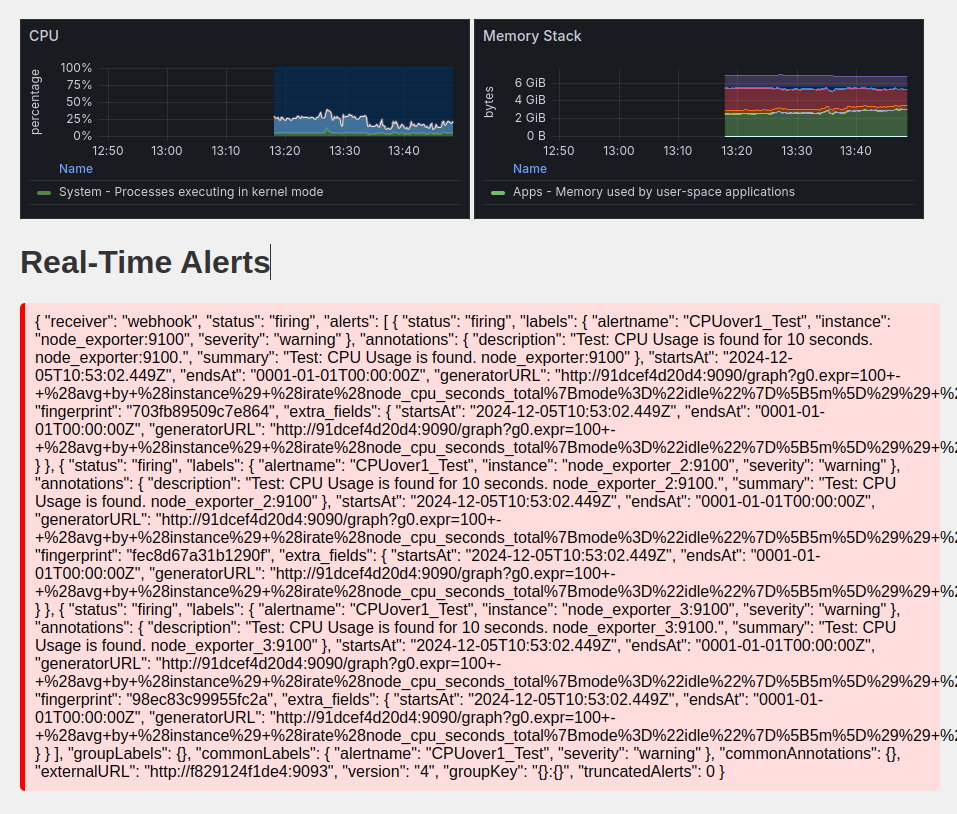 CPU
percentage
100%
75%
50%
25%
0%
12:50 13:00 13:10 13:20 13:30 13:40
Name
System - Processes executing in kernel mode
Memory Stack
bytes
6 GiB
4 GiB
2 GiB
0 B
12:50 13:00 13:10 13:20 13:30 13:40
Name
Apps - Memory used by user-space applications
Real-Time Alerts
{ "receiver": "webhook", "status": "firing", "alerts": [ { "status": "firing", "labels": { "alertname": "CPUover1_Test", "instance":
"node_exporter:9100", "severity": "warning" }, "annotations": { "description": "Test: CPU Usage is found for 10 seconds.
node_exporter:9100.", "summary": "Test: CPU Usage is found. node_exporter:9100" }, "startsAt": "2024-12-
05T10:53:02.449Z", "endsAt": "0001-01-01T00:00:00Z", "generatorURL": "http://91dcef4d20d4:9090/graph?g0.expr=100+-
+%28avg+by+%28instance%29+%28irate%28node_cpu_seconds_total%7Bmode%3D%22idle%22%7D%5B5m%5D%29%29+%2
"fingerprint": "703fb89509c7e864", "extra_fields": { "startsAt": "2024-12-05T10:53:02.449Z", "endsAt": "0001-01-
01T00:00:00Z", "generatorURL": "http://91dcef4d20d4:9090/graph?g0.expr=100+-
+%28avg+by+%28instance%29+%28irate%28node_cpu_seconds_total%7Bmode%3D%22idle%22%7D%5B5m%5D%29%29+%2
} }, { "status": "firing", "labels": { "alertname": "CPUover1_Test", "instance": "node_exporter_2:9100", "severity": "warning" },
"annotations": { "description": "Test: CPU Usage is found for 10 seconds. node_exporter_2:9100.", "summary": "Test: CPU
Usage is found. node_exporter_2:9100" }, "startsAt": "2024-12-05T10:53:02.449Z", "endsAt": "0001-01-01T00:00:00Z",
"generatorURL": "http://91dcef4d20d4:9090/graph?g0.expr=100+-
+%28avg+by+%28instance%29+%28irate%28node_cpu_seconds_total%7Bmode%3D%22idle%22%7D%5B5m%5D%29%29+%2
"fingerprint": "fec8d67a31b1290f", "extra_fields": { "startsAt": "2024-12-05T10:53:02.449Z", "endsAt": "0001-01-
01T00:00:00Z", "generatorURL": "http://91dcef4d20d4:9090/graph?g0.expr=100+-
+%28avg+by+%28instance%29+%28irate%28node_cpu_seconds_total%7Bmode%3D%22idle%22%7D%5B5m%5D%29%29+%2
} }, { "status": "firing", "labels": { "alertname": "CPUover1_Test", "instance": "node_exporter_3:9100", "severity": "warning" },
"annotations": { "description": "Test: CPU Usage is found for 10 seconds. node_exporter_3:9100.", "summary": "Test: CPU
Usage is found. node_exporter_3:9100" }, "startsAt": "2024-12-05T10:53:02.449Z", "endsAt": "0001-01-01T00:00:00Z",
"generatorURL": "http://91dcef4d20d4:9090/graph?g0.expr=100+-
+%28avg+by+%28instance%29+%28irate%28node_cpu_seconds_total%7Bmode%3D%22idle%22%7D%5B5m%5D%29%29+%2
"fingerprint": "98ec83c99955fc2a", "extra_fields": { "startsAt": "2024-12-05T10:53:02.449Z", "endsAt": "0001-01-
01T00:00:00Z", "generatorURL": "http://91dcef4d20d4:9090/graph?g0.expr=100+-
+%28avg+by+%28instance%29+%28irate%28node_cpu_seconds_total%7Bmode%3D%22idle%22%7D%5B5m%5D%29%29+%2
} } ], "groupLabels": {}, "commonLabels": { "alertname": "CPUover1_Test", "severity": "warning" }, "commonAnnotations": {},
"externalURL": "http://f829124f1de4:9093", "version": "4", "groupKey": "{}:{}", "truncatedAlerts": 0 }